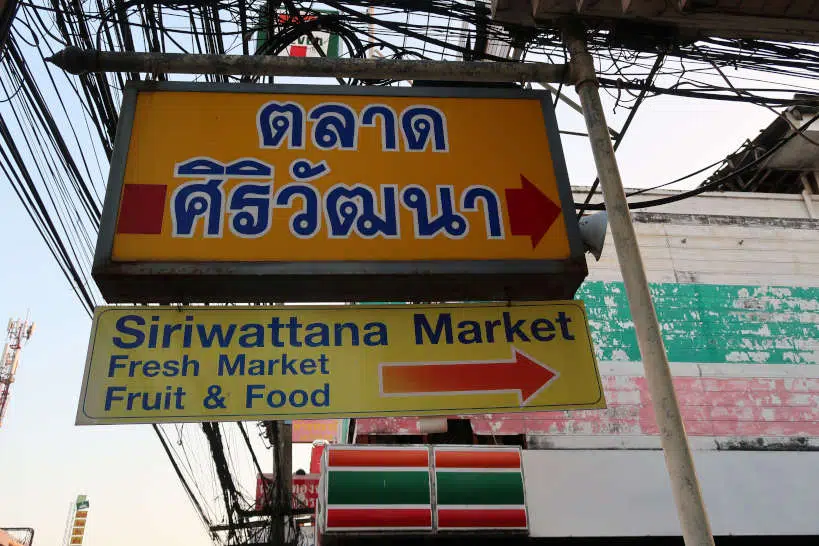 ตลาด
ศิริวัฒนา
Siriwattana Market
Fresh Market
Fruit & Food